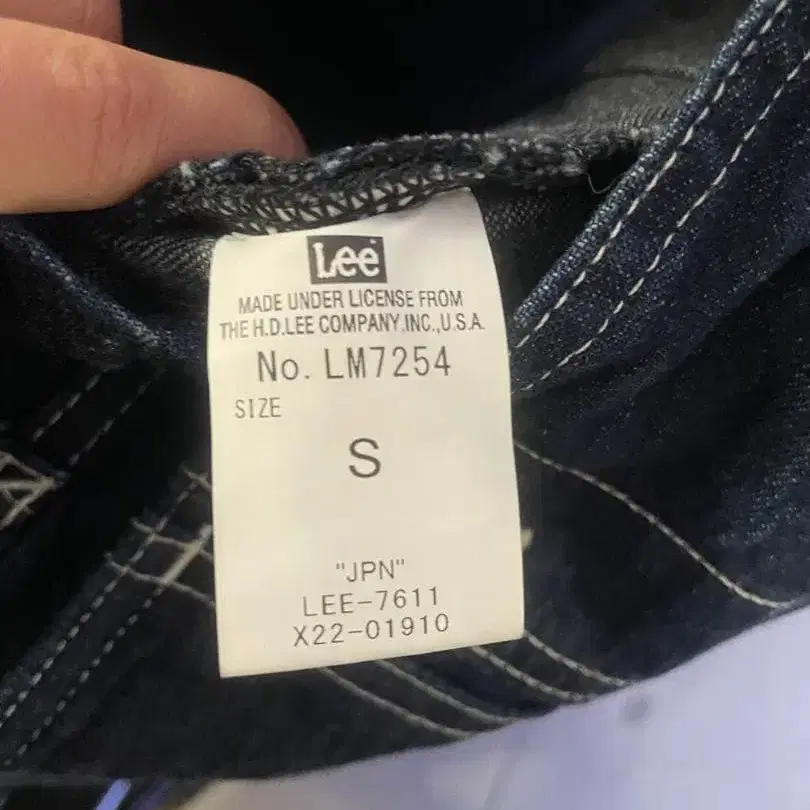 Lee
MADE UNDER LICENSE FROM
THE H.D.LEE COMPANY,INC.,U.S.A.
No. LM7254
SIZE
S
"JPN"
LEE-7611
X22-01910